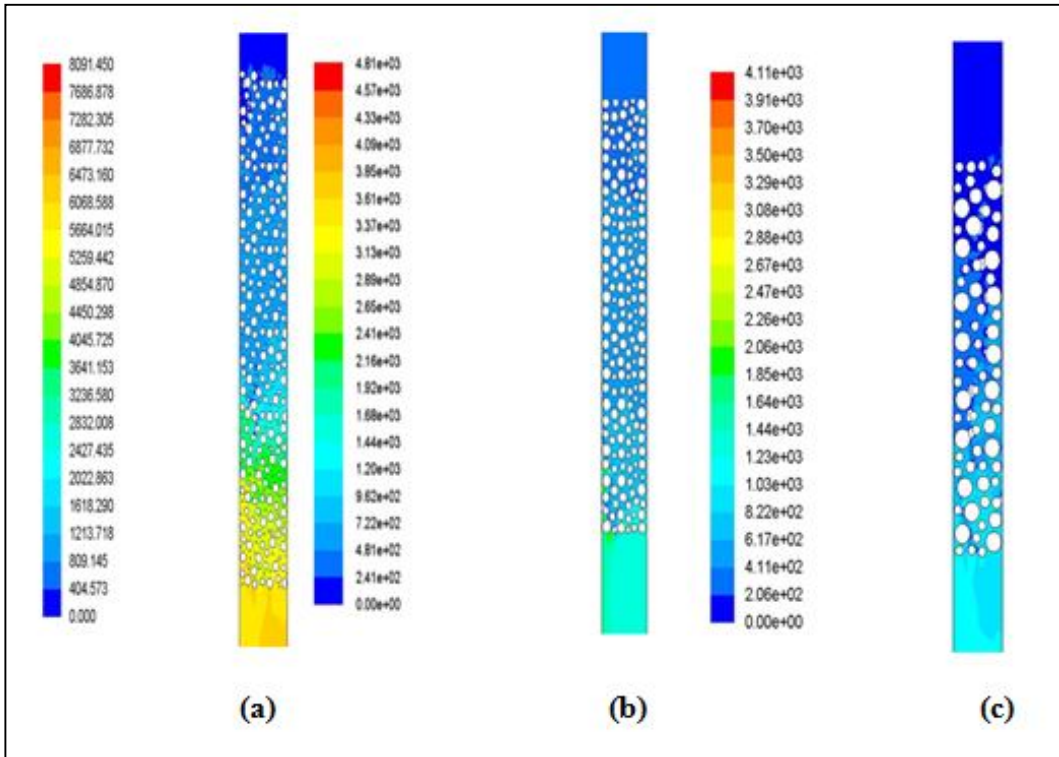 8091.450
7686.878
7282.305
6877.732
6473.160
6068.588
5664.015
5259.442
4854.870
4450.298
4045.725
3641.153
3236.580
2832.008
2427.435
2022.863
1618.290
1213.718
809.145
404.573
0.000
4.81e+03
4.57e+03
4.33e+03
4.09e+03
3.85e+03
3.61e+03
3.37e+03
3.13e+03
2.89e+03
2.65e+03
2.41e+03
2.16e+03
1.92e+03
1.68e+03
1.44e+03
1.20e+03
9.62e+02
7.22e+02
4.81e+02
2.41e+02
0.00e+00
4.11e+03
3.91e+03
3.70e+03
3.50e+03
3.29e+03
3.08e+03
2.88e+03
2.67e+03
2.47e+03
2.26e+03
2.06e+03
1.85e+03
1.64e+03
1.44e+03
1.23e+03
1.03e+03
8.22e+02
6.17e+02
4.11e+02
2.06e+02
0.00e+00
(a)
(b)
(c)